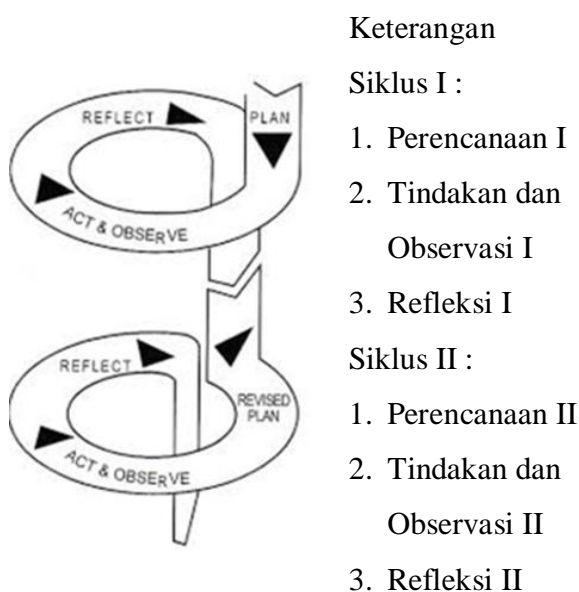 REFLECT
PLAN
ACT & OBSERVE
REFLECT
REVISED
PLAN
ACT & OBSERVE
Keterangan
Siklus I :
1. Perencanaan I
2. Tindakan dan
Observasi I
3. Refleksi I
Siklus II :
1. Perencanaan II
2. Tindakan dan
Observasi II
3. Refleksi II